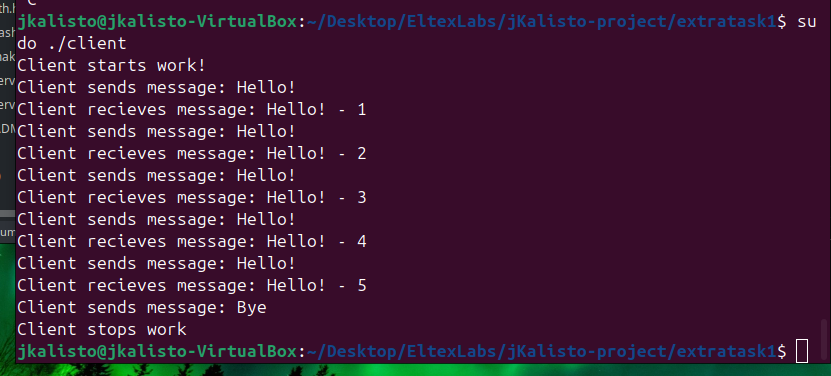 jkalisto@jkalisto-VirtualBox:~/Desktop/EltexLabs/jKalisto-project/extratask1$ su
do ./client
Client starts work!
Client sends message: Hello!
Client recieves message: Hello! - 1
Client sends message: Hello!
Client recieves message: Hello! - 2
Client sends message: Hello!
Client recieves message: Hello! - 3
Client sends message: Hello!
Client recieves message: Hello! - 4
Client sends message: Hello!
Client recieves message: Hello! - 5
Client sends message: Bye
Client stops work
jkalisto@jkalisto-VirtualBox:~/Desktop/EltexLabs/jKalisto-project/extratask1$